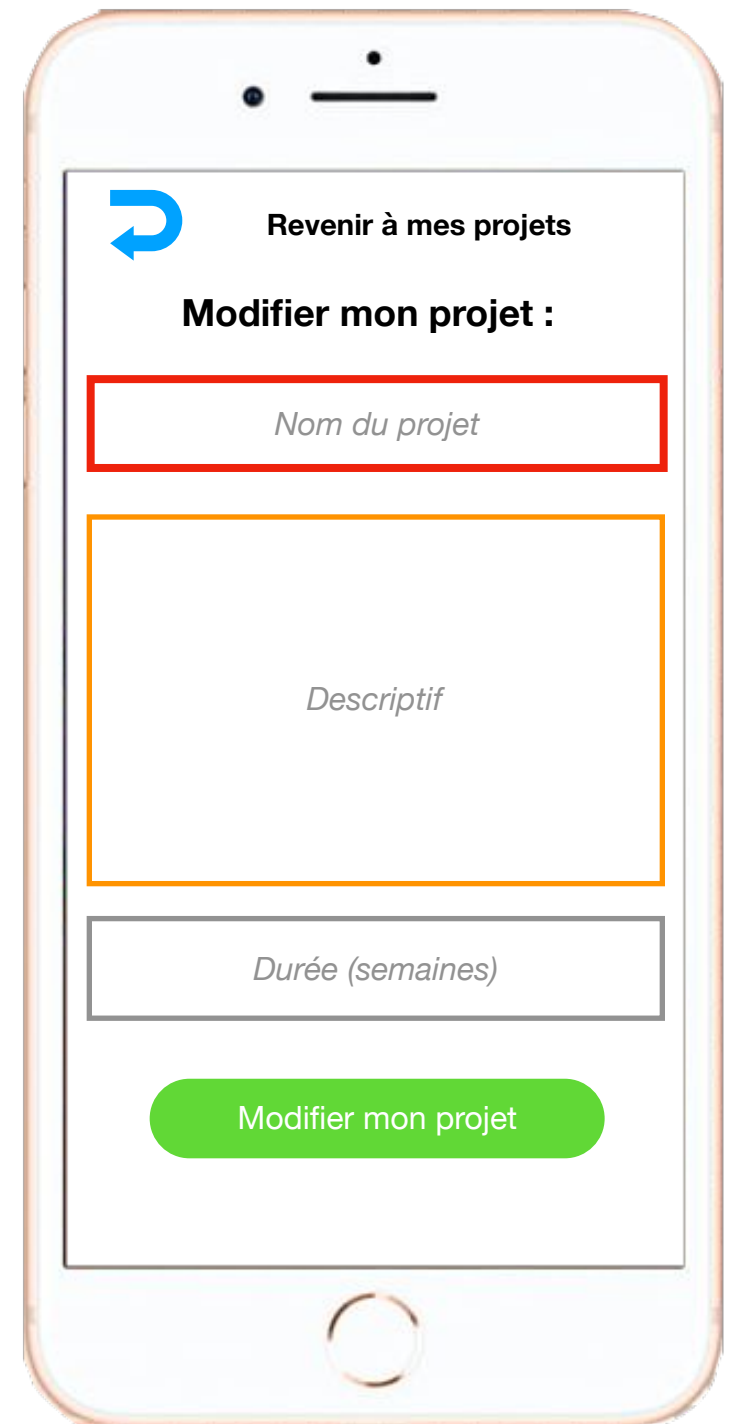 Revenir à mes projets
Modifier mon projet :
Nom du projet
Descriptif
Durée (semaines)
Modifier mon projet